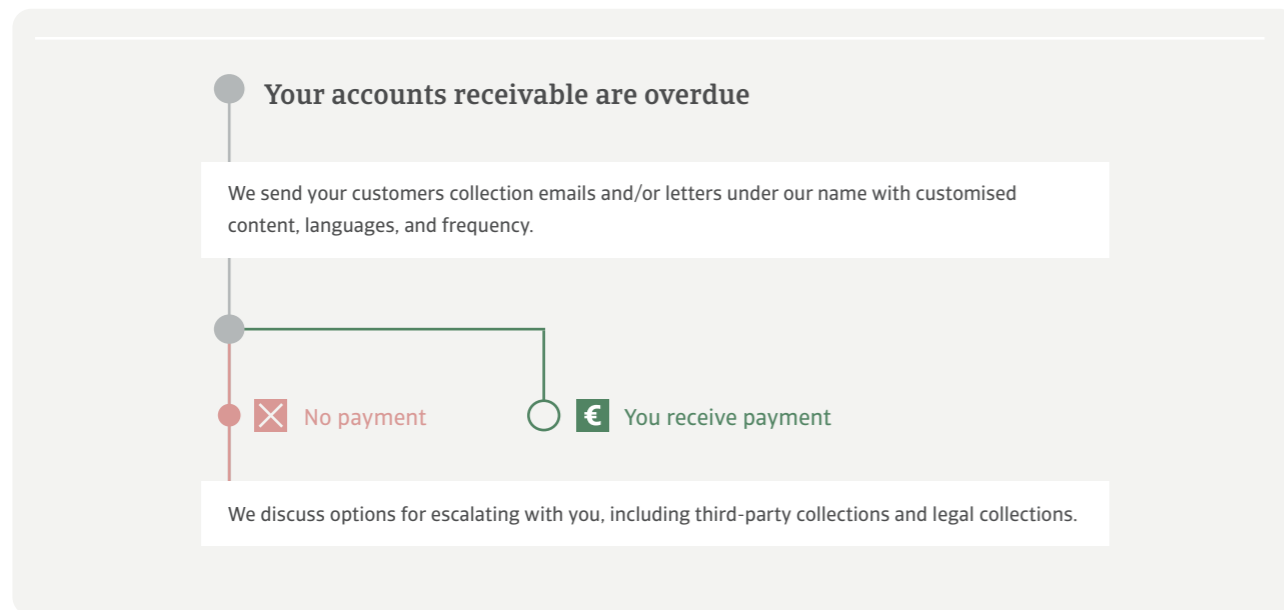 Your accounts receivable are overdue
We send your customers collection emails and/or letters under our name with customised
content, languages, and frequency.
No payment
€ You receive payment
We discuss options for escalating with you, including third-party collections and legal collections.